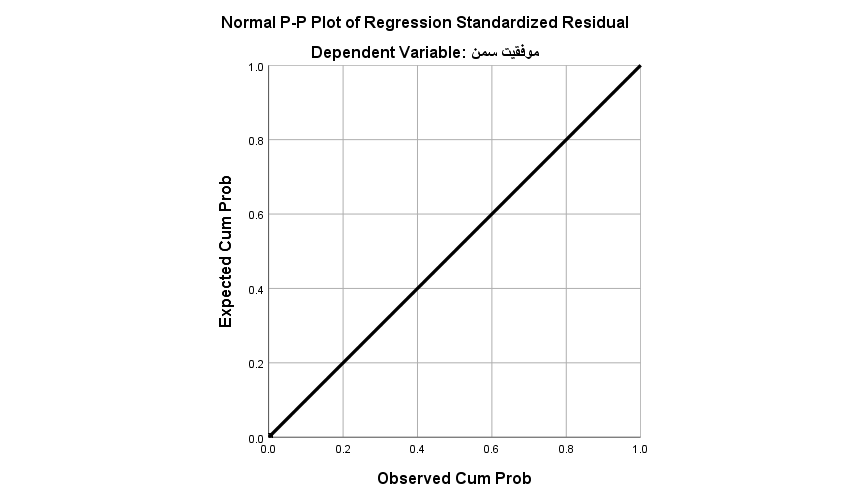 Normal P-P Plot of Regression Standardized Residual
Dependent Variable: موفقیت سمن
Expected Cum Prob
1.0
0.8
0.6
0.4
0.2
0.0
0.0 0.2 0.4 0.6 0.8 1.0
Observed Cum Prob